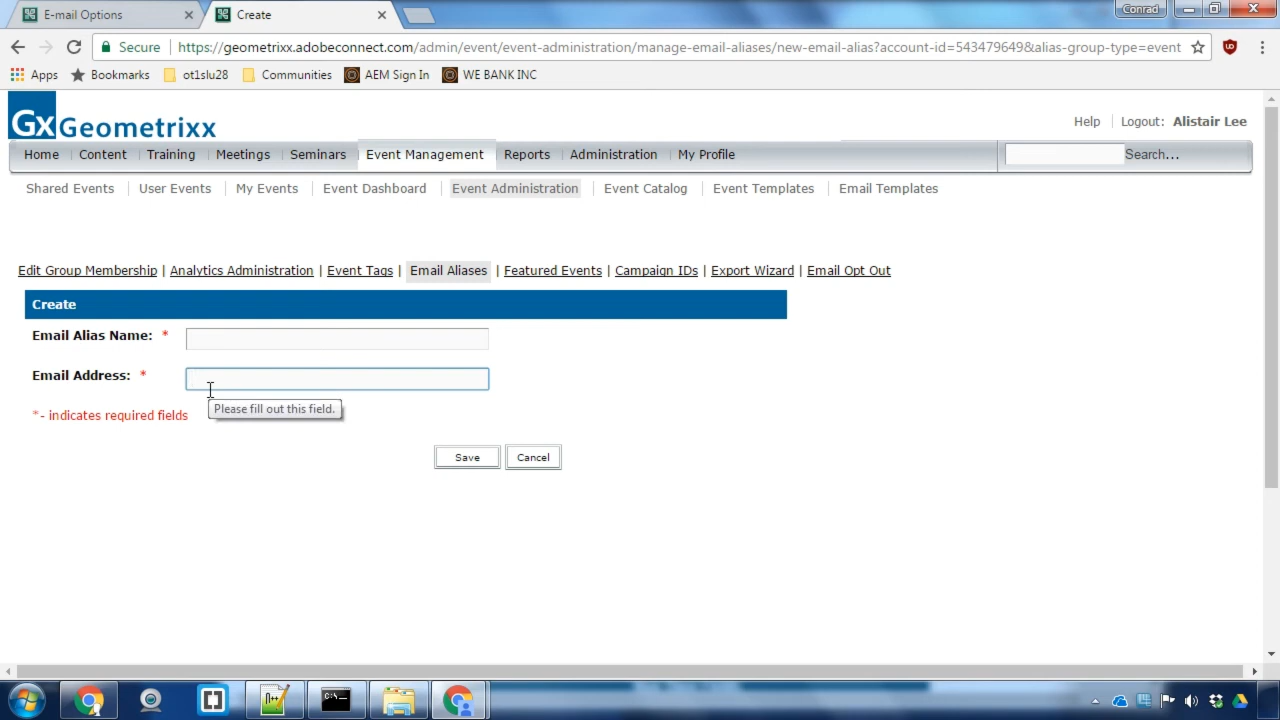 E-mail Options
Create
Conrad
Secure https://geometrixx.adobeconnect.com/admin/event/event-administration/manage-email-aliases/new-email-alias?account-id=543479649&alias-group-type=event
Apps Bookmarks ot1slu28 Communities AEM Sign In WE BANK INC
Gx Geometrixx
Help Logout: Alistair Lee
Home Content Training Meetings Seminars Event Management Reports Administration My Profile Search...
Shared Events User Events My Events Event Dashboard Event Administration Event Catalog Event Templates Email Templates
Edit Group Membership | Analytics Administration | Event Tags | Email Aliases | Featured Events | Campaign IDs | Export Wizard | Email Opt Out
Create
Email Alias Name: *
Email Address: *
Please fill out this field.
*- indicates required fields
Save Cancel